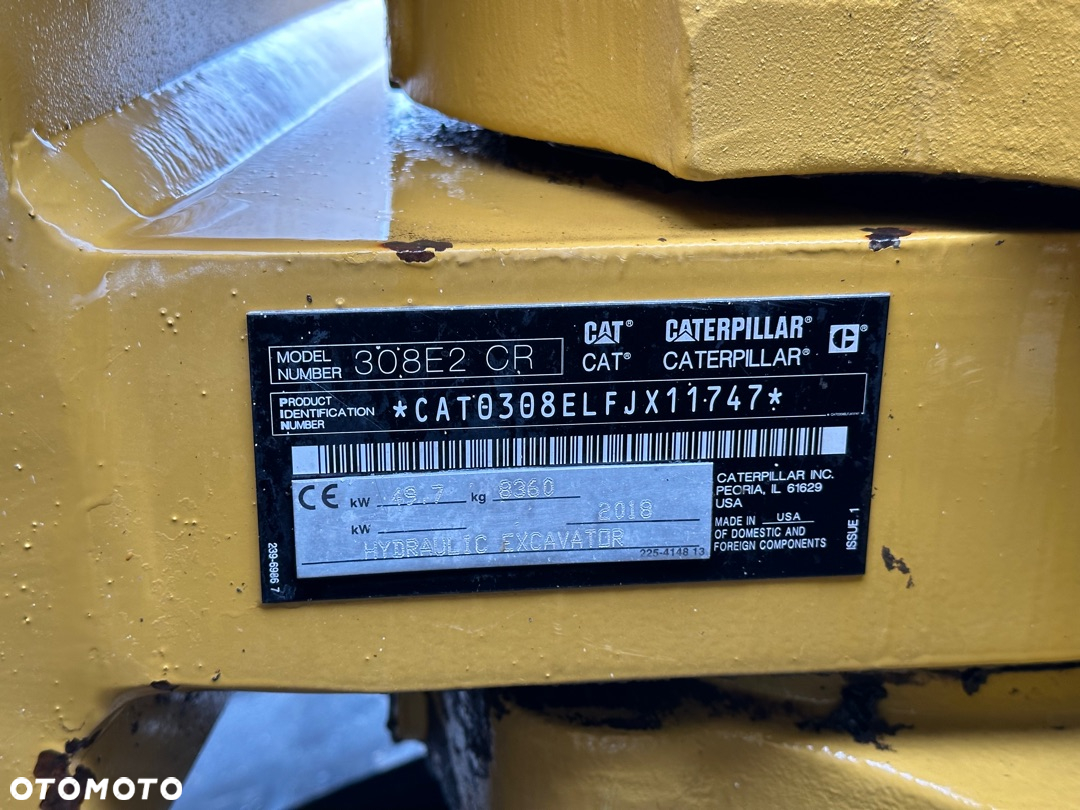 CAT® CATERPILLAR®
CAT® CATERPILLAR®
MODEL NUMBER 308E2 CR
PRODUCT IDENTIFICATION NUMBER *CAT0308ELFJX11747*
CE kW 49.7 kg 8360
kW 2018
HYDRAULIC EXCAVATOR
225-4148 13
CATERPILLAR INC.
PEORIA, IL 61629
USA
MADE IN USA
OF DOMESTIC AND
FOREIGN COMPONENTS
ISSUE 1
239-6986 7
OTOMOTO